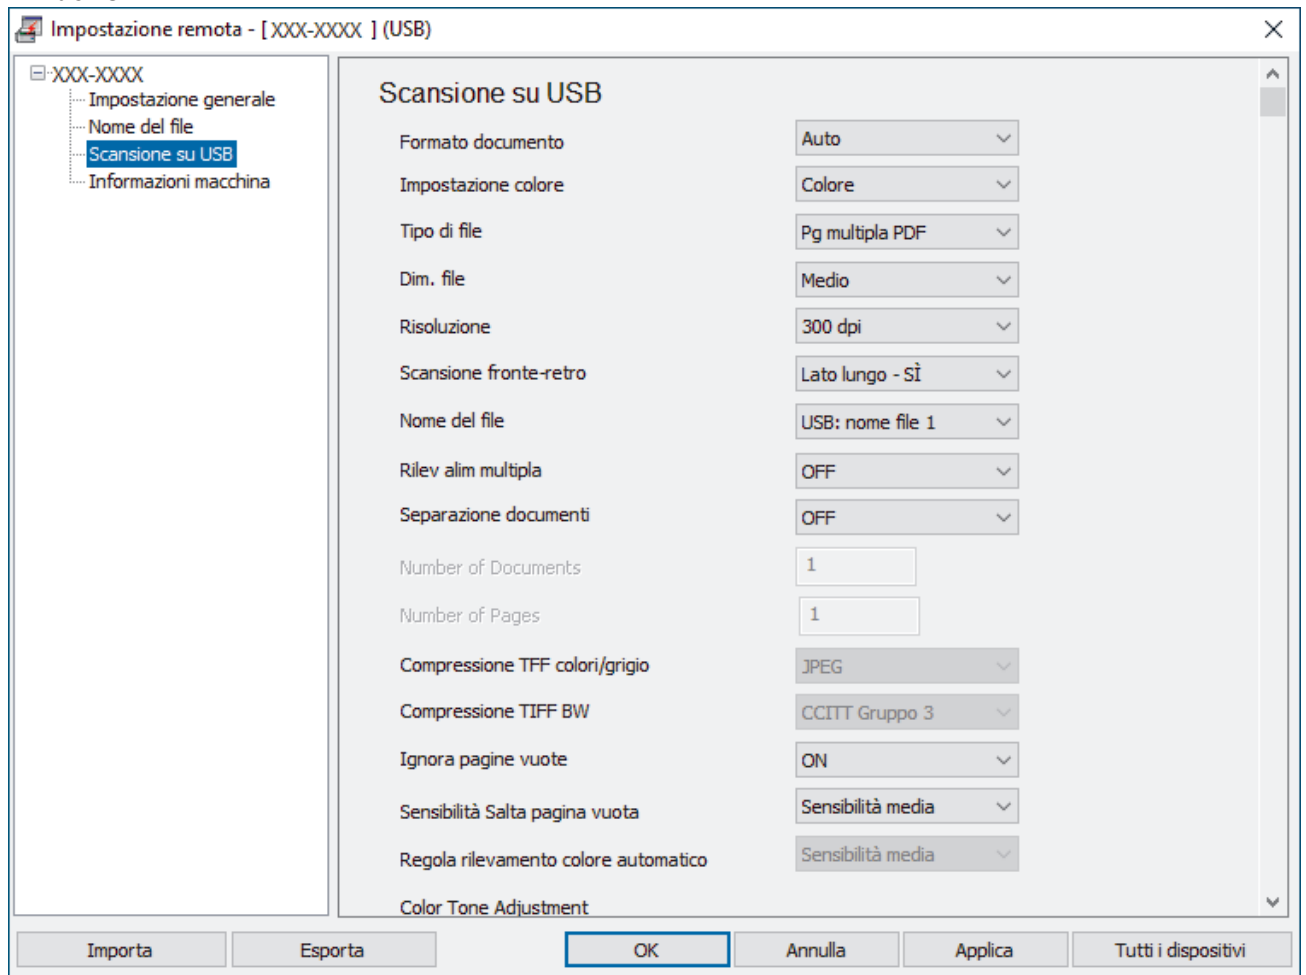 Impostazione remota - [ XXX-XXXX ] (USB)
XXX-XXXX
Impostazione generale
Nome del file
Scansione su USB
Informazioni macchina
Scansione su USB
Formato documento Auto
Impostazione colore Colore
Tipo di file Pg multipla PDF
Dim. file Medio
Risoluzione 300 dpi
Scansione fronte-retro Lato lungo - SÌ
Nome del file USB: nome file 1
Rilev alim multipla OFF
Separazione documenti OFF
Number of Documents 1
Number of Pages 1
Compressione TFF colori/grigio JPEG
Compressione TIFF BW CCITT Gruppo 3
Ignora pagine vuote ON
Sensibilità Salta pagina vuota Sensibilità media
Regola rilevamento colore automatico Sensibilità media
Color Tone Adjustment
Importa Esporta OK Annulla Applica Tutti i dispositivi